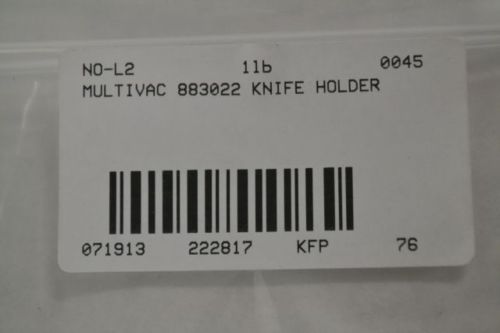 NO-L2 1lb 0045
MULTIVAC 883022 KNIFE HOLDER
071913 222817 KFP 76